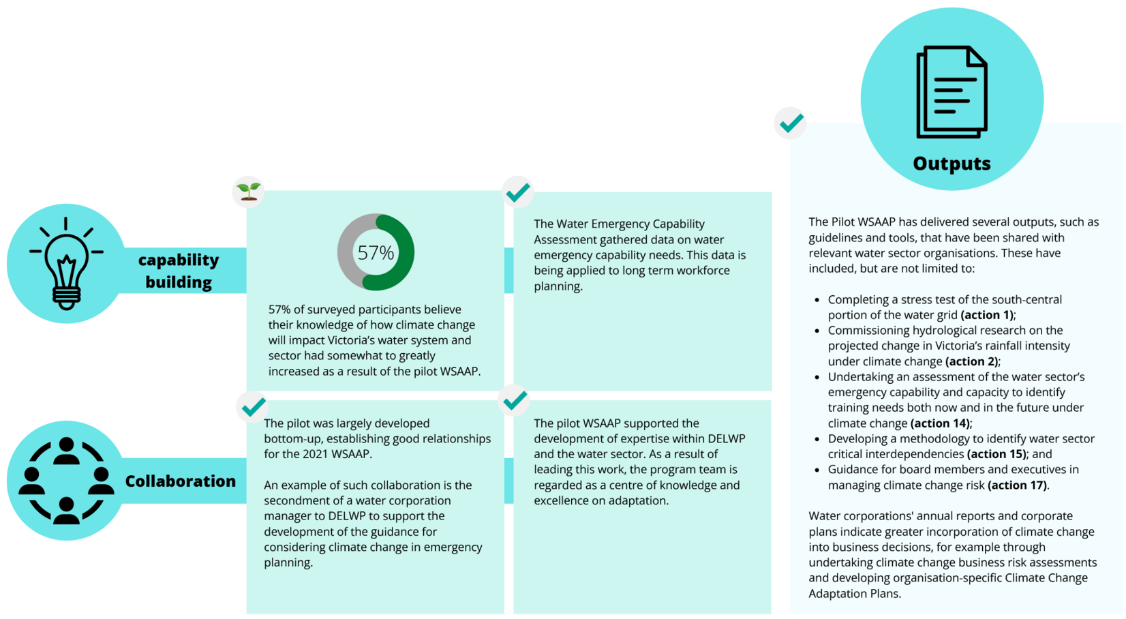 capability
building
57%
57% of surveyed participants believe
their knowledge of how climate change
will impact Victoria's water system and
sector had somewhat to greatly
increased as a result of the pilot WSAAP.
The Water Emergency Capability
Assessment gathered data on water
emergency capability needs. This data is
being applied to long term workforce
planning.
Collaboration
The pilot was largely developed
bottom-up, establishing good relationships
for the 2021 WSAAP.
An example of such collaboration is the
secondment of a water corporation
manager to DELWP to support the
development of the guidance for
considering climate change in emergency
planning.
The pilot WSAAP supported the
development of expertise within DELWP
and the water sector. As a result of
leading this work, the program team is
regarded as a centre of knowledge and
excellence on adaptation.
Outputs
The Pilot WSAAP has delivered several outputs, such as
guidelines and tools, that have been shared with
relevant water sector organisations. These have
included, but are not limited to:
• Completing a stress test of the south-central
portion of the water grid (action 1);
• Commissioning hydrological research on the
projected change in Victoria's rainfall intensity
under climate change (action 2);
• Undertaking an assessment of the water sector's
emergency capability and capacity to identify
training needs both now and in the future under
climate change (action 14);
• Developing a methodology to identify water sector
critical interdependencies (action 15); and
• Guidance for board members and executives in
managing climate change risk (action 17).
Water corporations' annual reports and corporate
plans indicate greater incorporation of climate change
into business decisions, for example through
undertaking climate change business risk assessments
and developing organisation-specific Climate Change
Adaptation Plans.